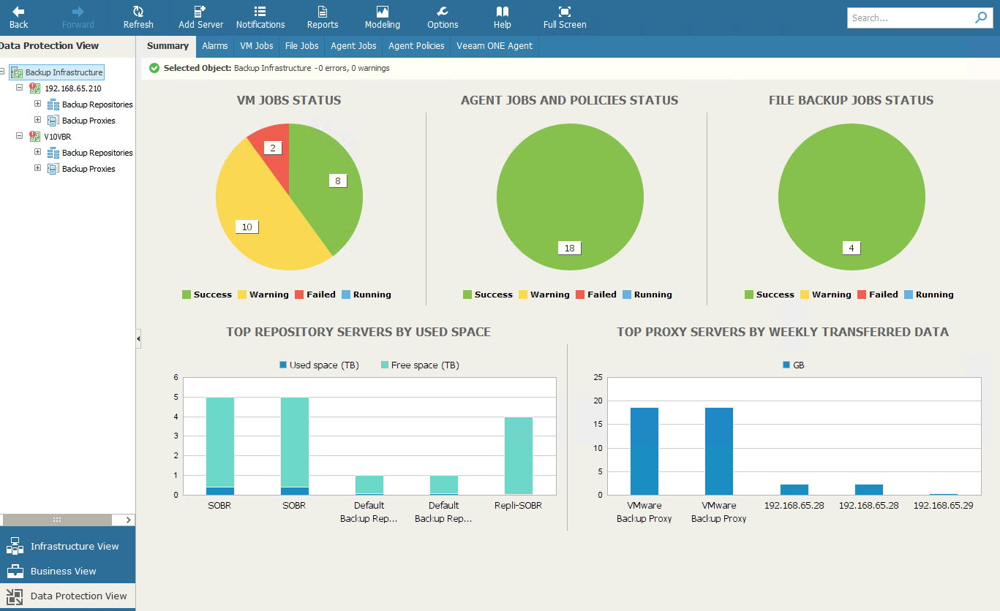 Back
Forward
Refresh
Add Server
Notifications
Reports
Modeling
Options
Help
Full Screen
Search...
Data Protection View
Summary
Alarms
VM Jobs
File Jobs
Agent Jobs
Agent Policies
Veeam ONE Agent
Selected Object: Backup Infrastructure - 0 errors, 0 warnings
Backup Infrastructure
192.168.65.210
Backup Repositories
Backup Proxies
V10VBR
Backup Repositories
Backup Proxies
VM JOBS STATUS
2
8
10
Success Warning Failed Running
AGENT JOBS AND POLICIES STATUS
18
Success Warning Failed Running
FILE BACKUP JOBS STATUS
4
Success Warning Failed Running
TOP REPOSITORY SERVERS BY USED SPACE
Used space (TB) Free space (TB)
6
5
4
3
2
1
0
SOBR
SOBR
Default
Backup Rep...
Default
Backup Rep...
Repli-SOBR
TOP PROXY SERVERS BY WEEKLY TRANSFERRED DATA
GB
25
20
15
10
5
0
VMware
Backup Proxy
VMware
Backup Proxy
192.168.65.28
192.168.65.28
192.168.65.29
Infrastructure View
Business View
Data Protection View